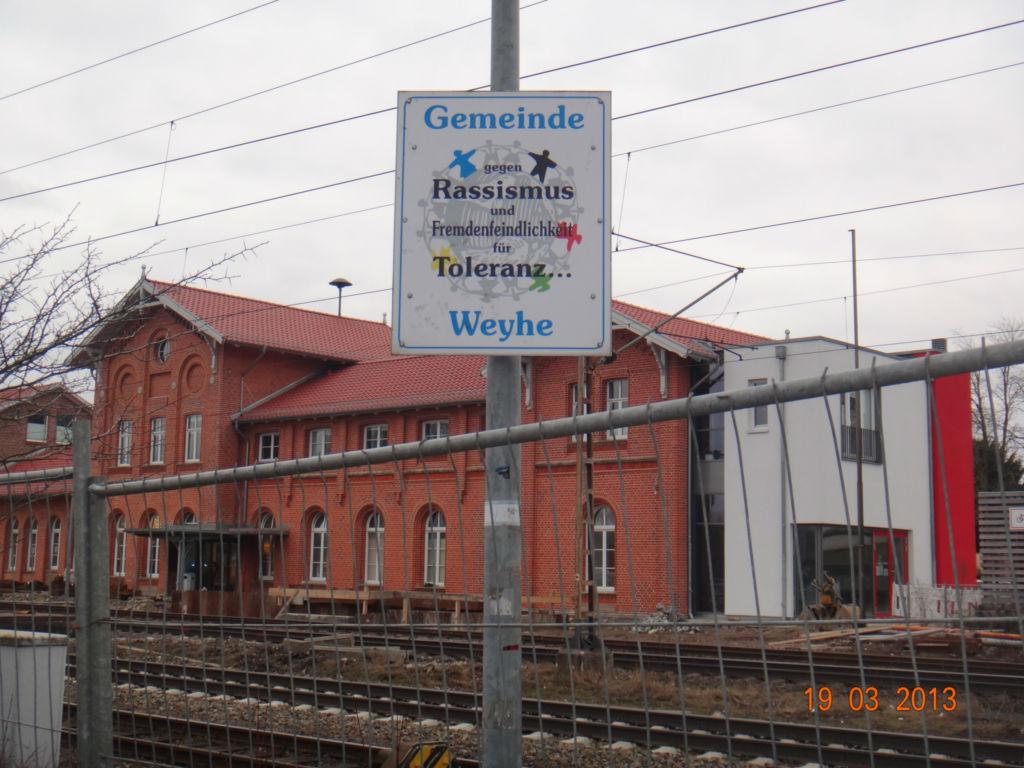 Gemeinde
gegen
Rassismus
und
Fremdenfeindlichkeit
für
Toleranz...
Weyhe
19 03 2013